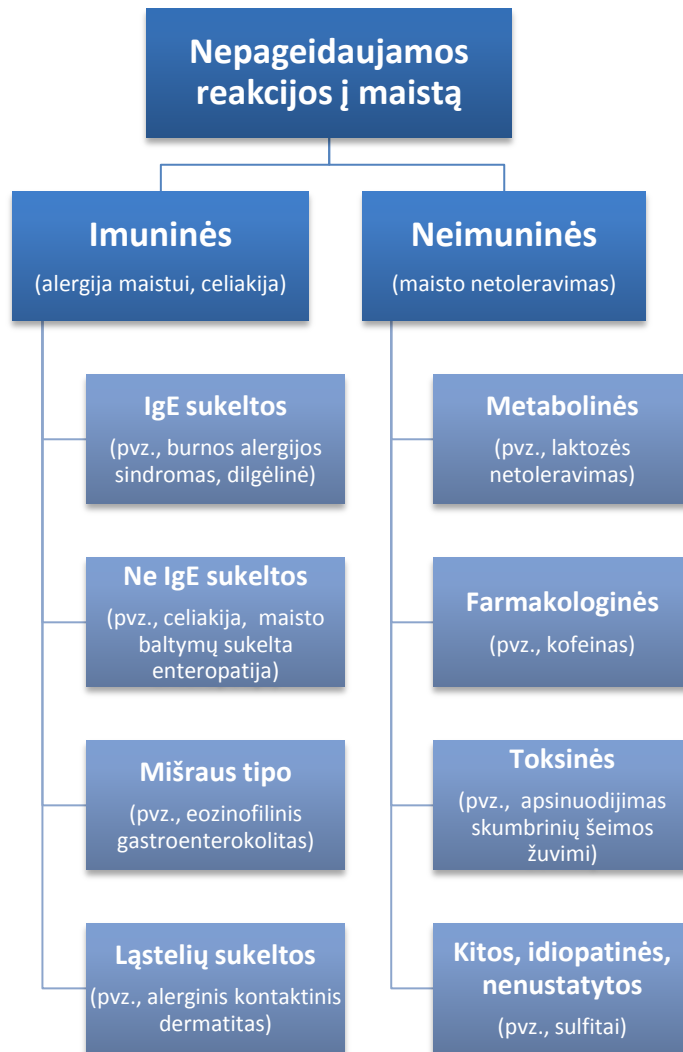 Nepageidaujamos
reakcijos į maistą
Imuninės
(alergija maistui, celiakija)
Neimuninės
(maisto netoleravimas)
IgE sukeltos
(pvz., burnos alergijos
sindromas, dilgėlinė)
Metabolinės
(pvz., laktozės
netoleravimas)
Ne IgE sukeltos
(pvz., celiakija, maisto
baltymų sukelta
enteropatija)
Farmakologinės
(pvz., kofeinas)
Mišraus tipo
(pvz., eozinofilinis
gastroenterokolitas)
Toksinės
(pvz., apsinuodijimas
skumbrinių šeimos
žuvimi)
Ląstelių sukeltos
(pvz., alerginis kontaktinis
dermatitas)
Kitos, idiopatinės,
nenustatytos
(pvz., sulfitai)